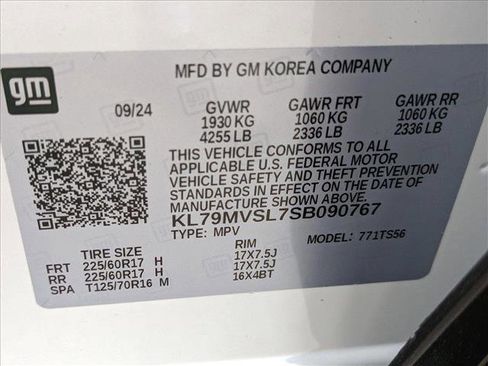 gm
MFD BY GM KOREA COMPANY
09/24 GVWR GAWR FRT GAWR RR
1930 KG 1060 KG 1060 KG
4255 LB 2336 LB 2336 LB
THIS VEHICLE CONFORMS TO ALL
APPLICABLE U.S. FEDERAL MOTOR
VEHICLE SAFETY AND THEFT PREVENTION
STANDARDS IN EFFECT ON THE DATE OF
MANUFACTURE SHOWN ABOVE.
KL79MVSL7SB090767
TYPE: MPV MODEL: 771TS56
TIRE SIZE RIM
FRT 225/60R17 H 17X7.5J
RR 225/60R17 H 17X7.5J
SPA T125/70R16 M 16X4BT